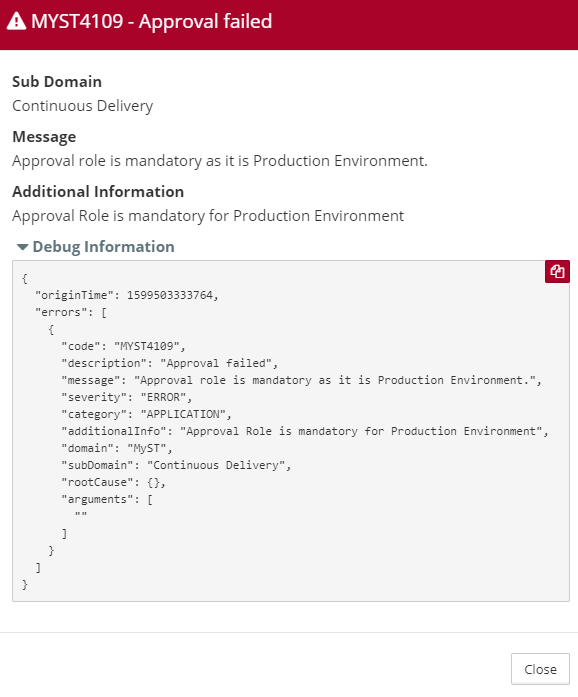 MYST4109 - Approval failed
Sub Domain
Continuous Delivery
Message
Approval role is mandatory as it is Production Environment.
Additional Information
Approval Role is mandatory for Production Environment
Debug Information
{
  "originTime": 1599503333764,
  "errors": [
    {
      "code": "MYST4109",
      "description": "Approval failed",
      "message": "Approval role is mandatory as it is Production Environment.",
      "severity": "ERROR",
      "category": "APPLICATION",
      "additionalInfo": "Approval Role is mandatory for Production Environment",
      "domain": "MyST",
      "subDomain": "Continuous Delivery",
      "rootCause": {},
      "arguments": [
        ""
      ]
    }
  ]
}
Close